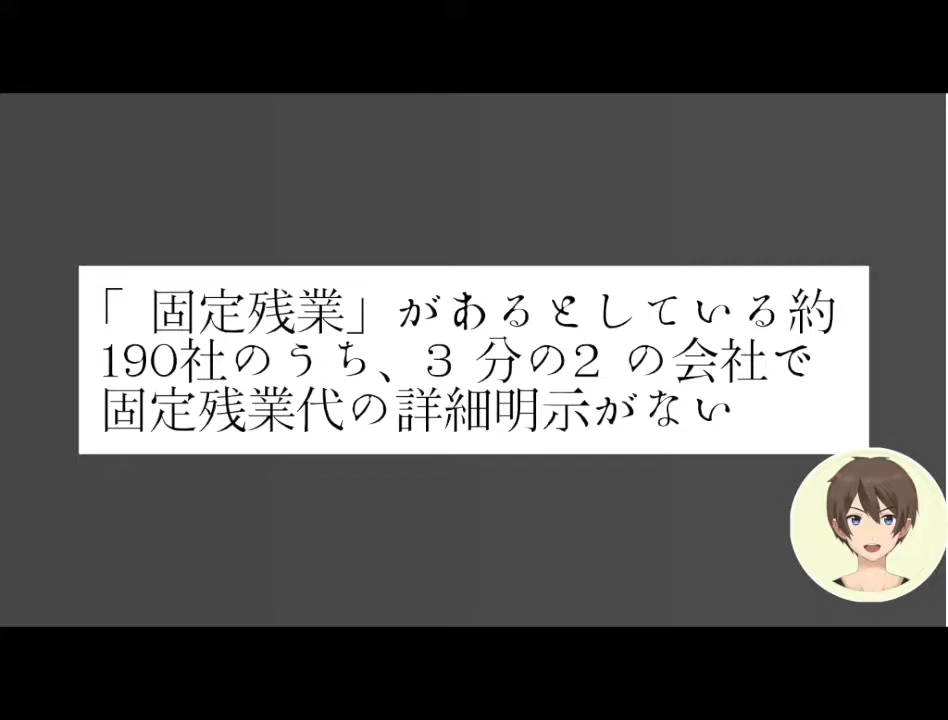 「 固定残業」があるとしている約
190社のうち、3 分の2 の会社で
固定残業代の詳細明示がない